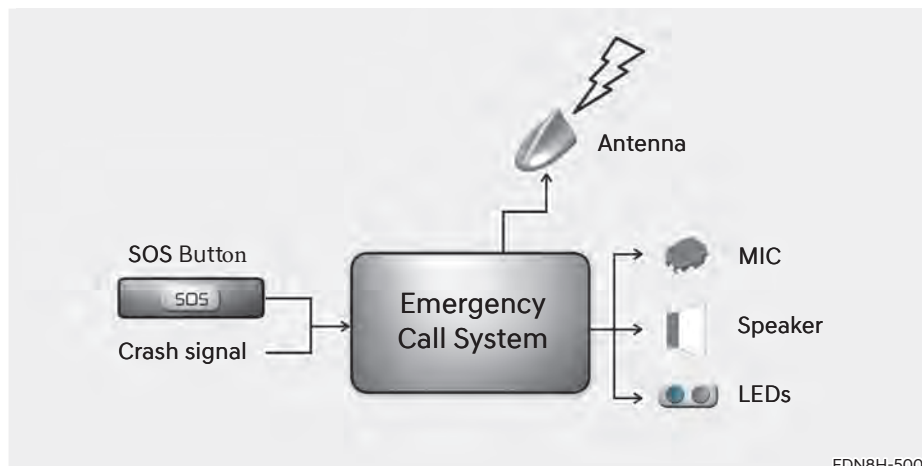 Antenna
SOS Button
SOS
Crash signal
Emergency
Call System
MIC
Speaker
LEDs